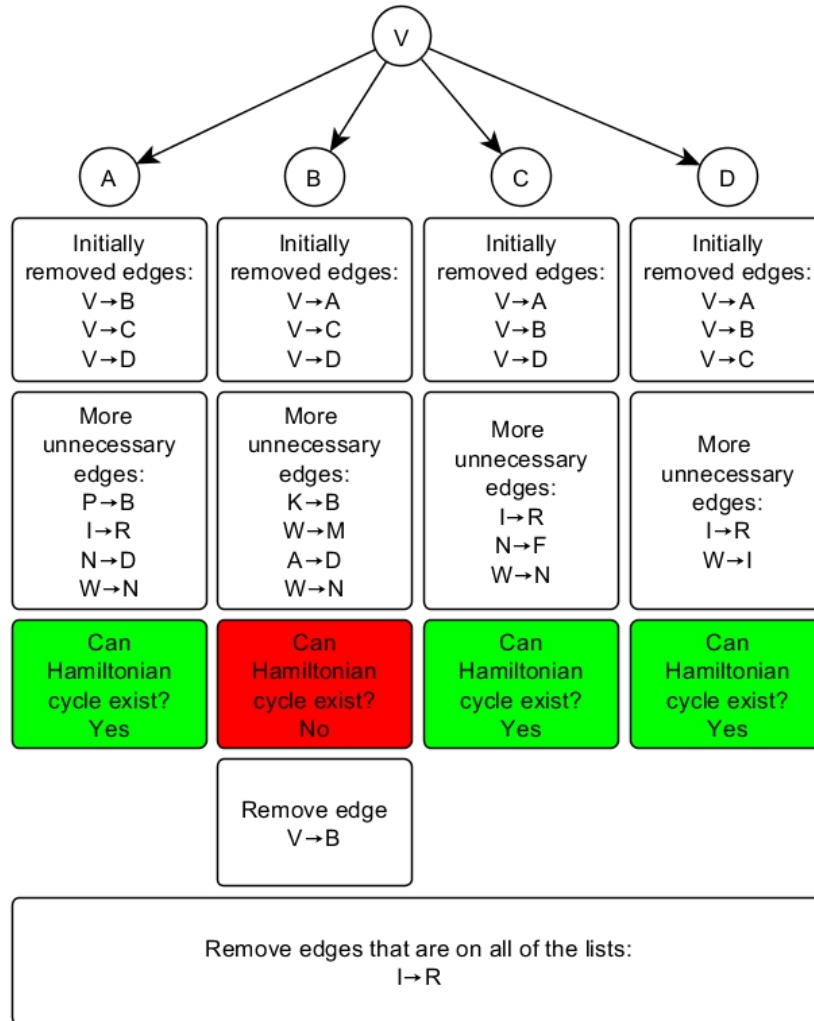 V
A
B
C
D
Initially
removed edges:
V→B
V→C
V→D
Initially
removed edges:
V→A
V→C
V→D
Initially
removed edges:
V→A
V→B
V→D
Initially
removed edges:
V→A
V→B
V→C
More
unnecessary
edges:
P→B
I→R
N→D
W→N
More
unnecessary
edges:
K→B
W→M
A→D
W→N
More
unnecessary
edges:
I→R
N→F
W→N
More
unnecessary
edges:
I→R
W→I
Can
Hamiltonian
cycle exist?
Yes
Can
Hamiltonian
cycle exist?
No
Can
Hamiltonian
cycle exist?
Yes
Can
Hamiltonian
cycle exist?
Yes
Remove edge
V→B
Remove edges that are on all of the lists:
I→R